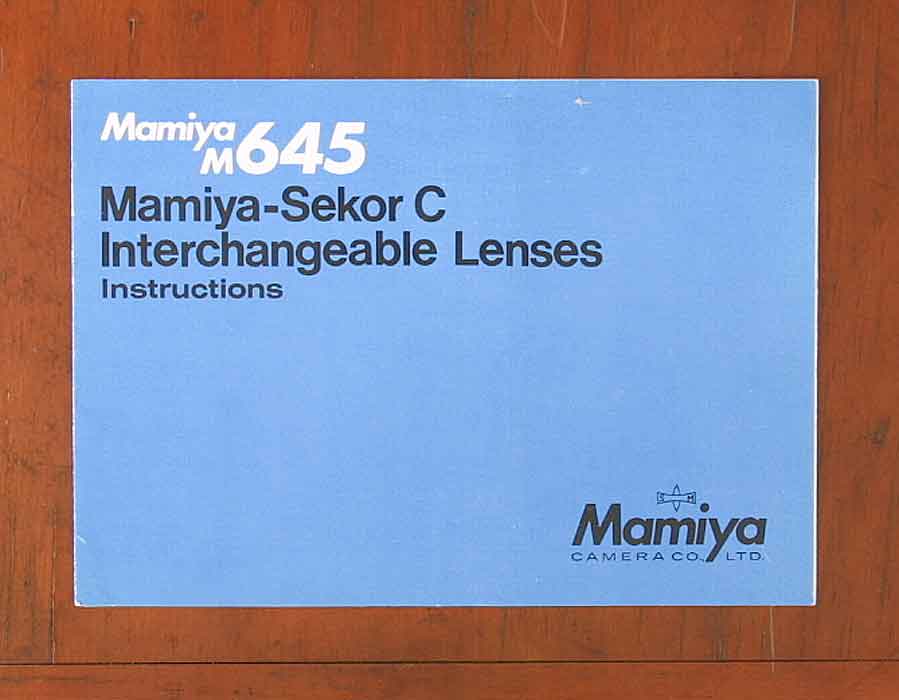 Mamiya
M645
Mamiya-Sekor C
Interchangeable Lenses
Instructions
S M
Mamiya
CAMERA CO., LTD.